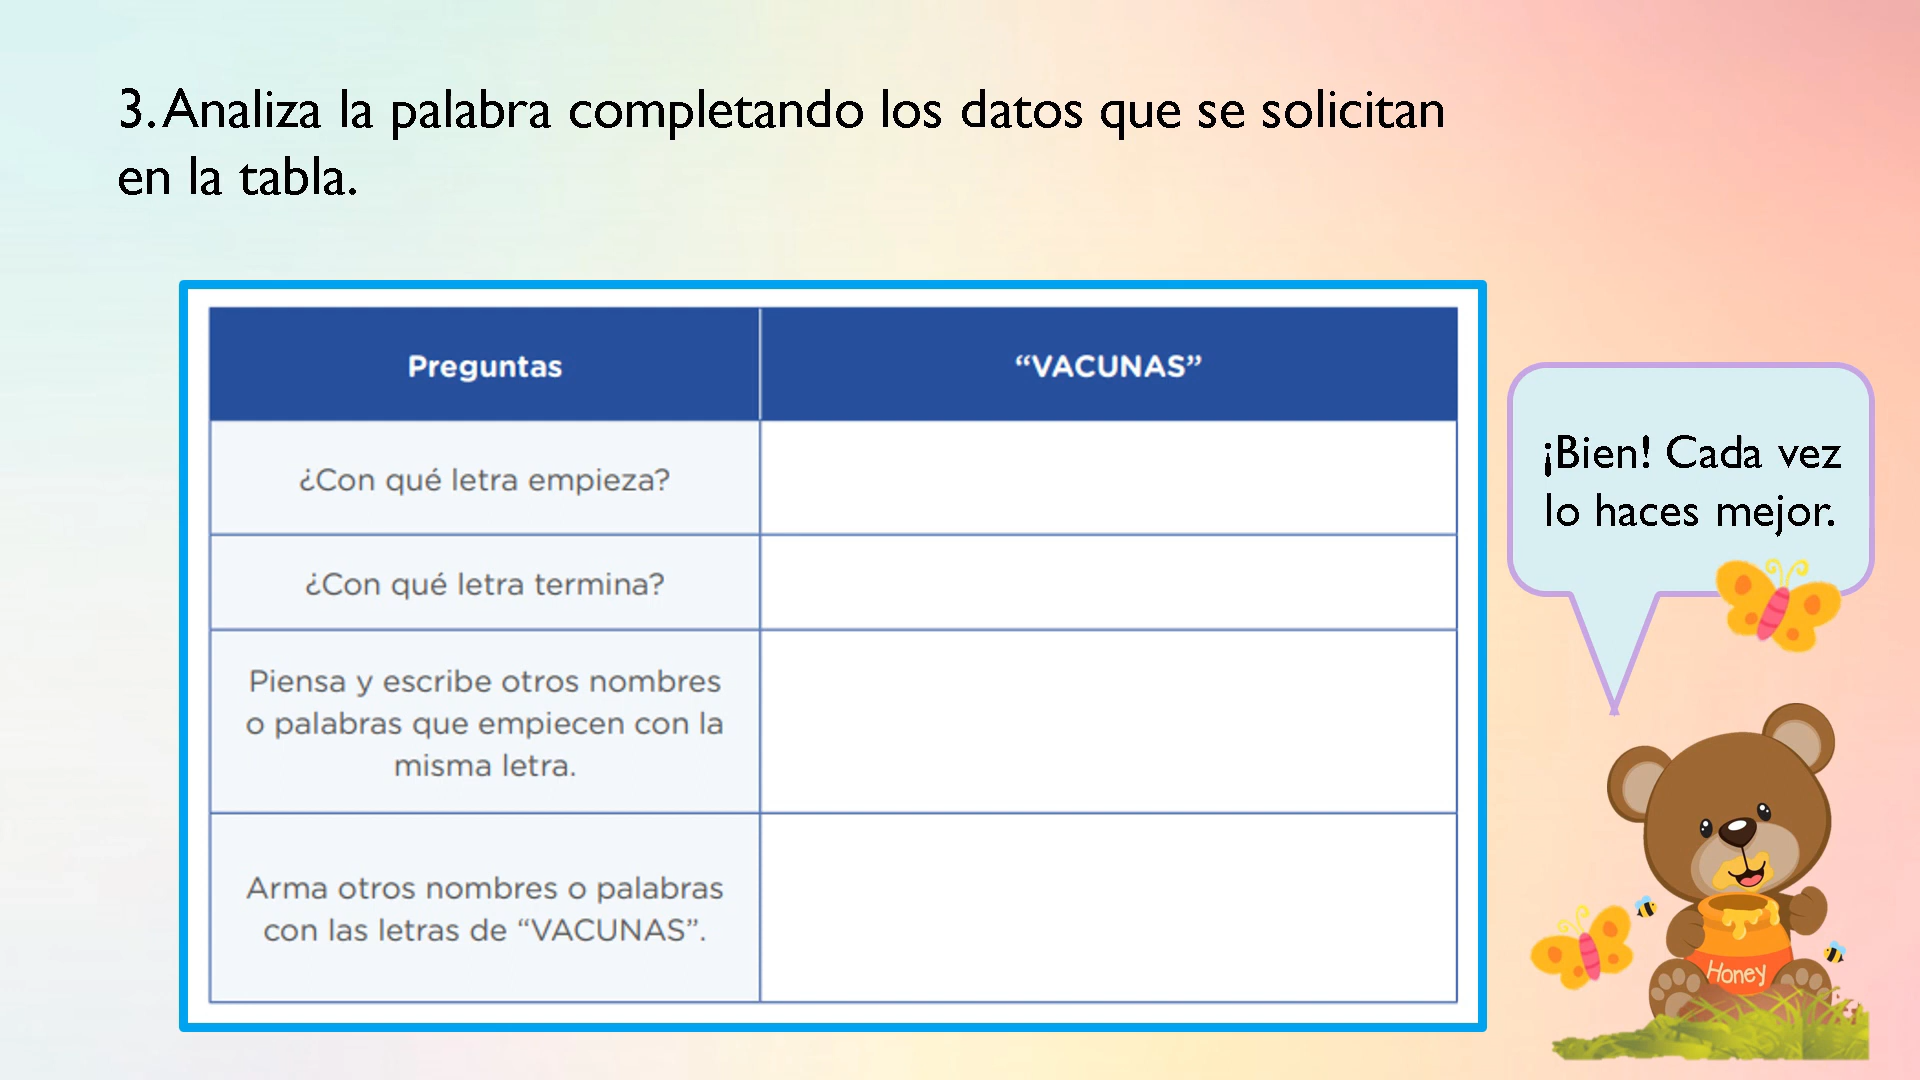 3. Analiza la palabra completando los datos que se solicitan
en la tabla.
Preguntas
“VACUNAS”
¿Con qué letra empieza?
¿Con qué letra termina?
Piensa y escribe otros nombres
o palabras que empiecen con la
misma letra.
Arma otros nombres o palabras
con las letras de “VACUNAS”.
¡Bien! Cada vez
lo haces mejor.
Honey